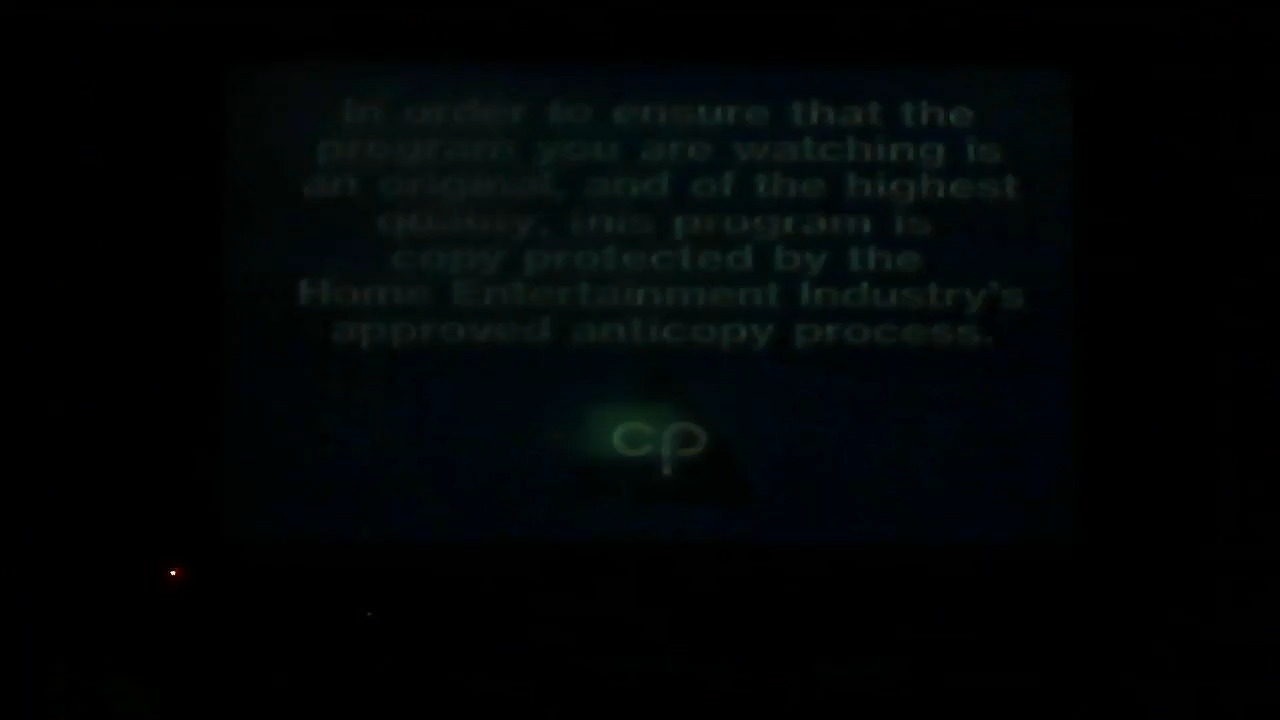 In order to ensure that the
program you are watching is
an original, and of the highest
quality, this program is
copy protected by the
Home Entertainment Industry's
approved anticopy process.
cp